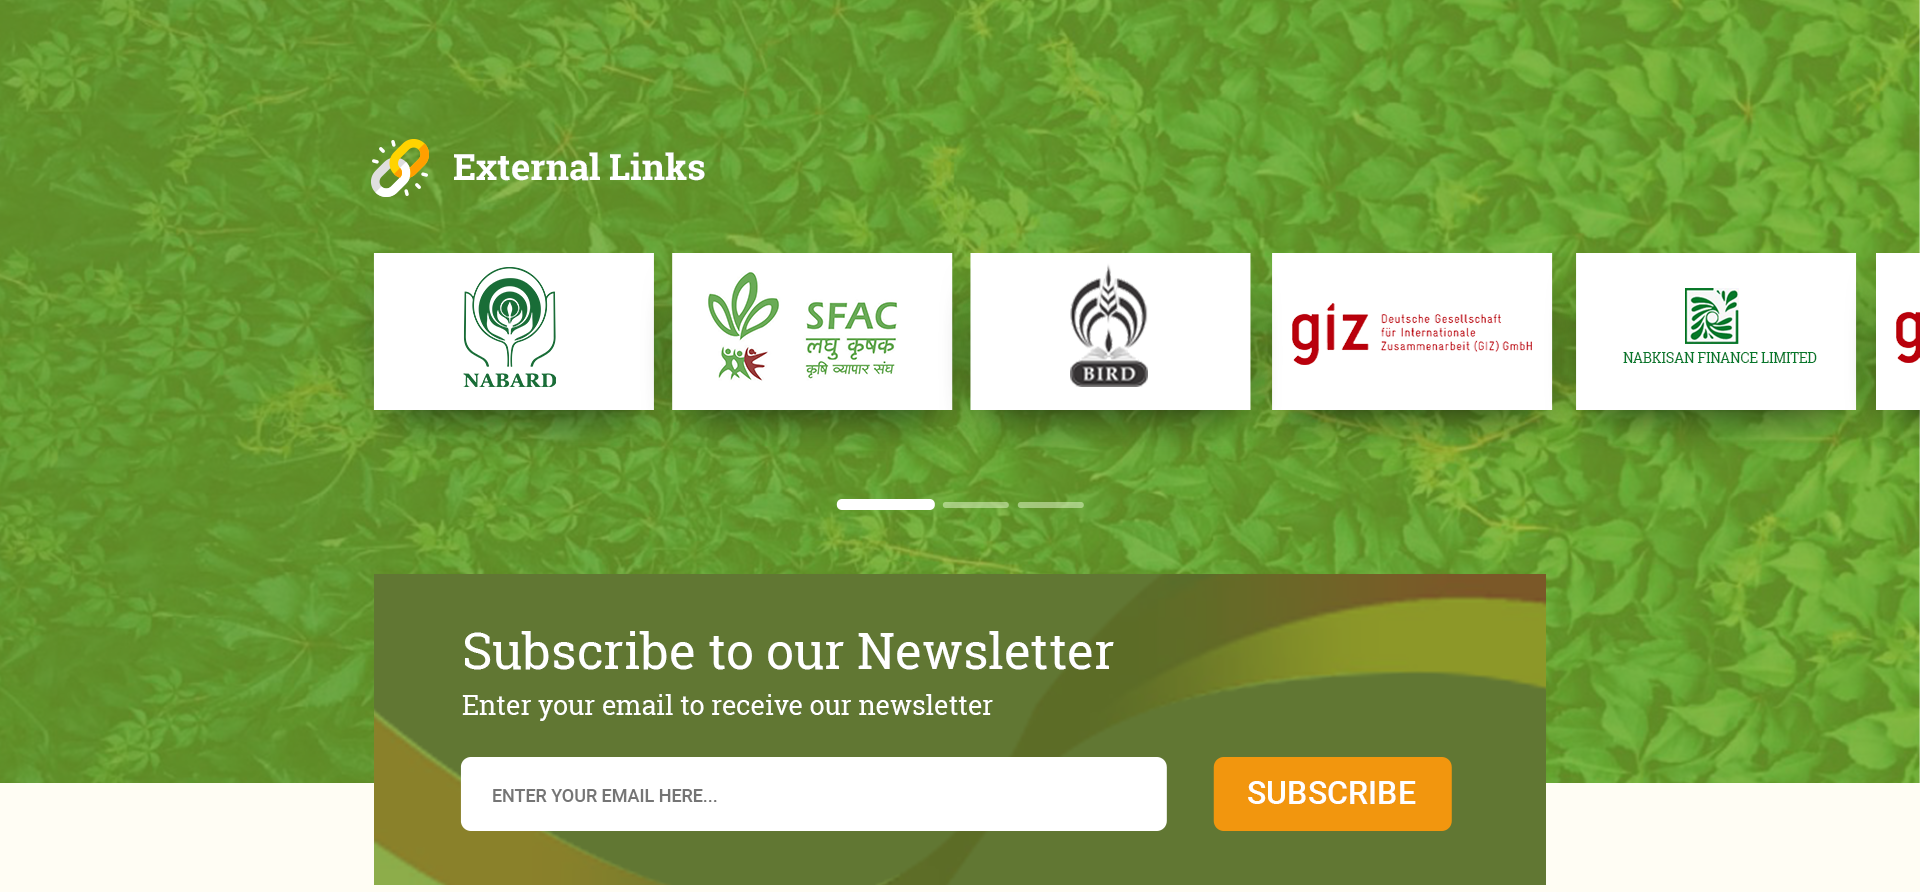 External Links
NABARD
SFAC
लघु कृषक
कृषि व्यापार संघ
BIRD
giz
Deutsche Gesellschaft
für Internationale
Zusammenarbeit (GIZ) GmbH
NABKISAN FINANCE LIMITED
g
Subscribe to our Newsletter
Enter your email to receive our newsletter
ENTER YOUR EMAIL HERE...
SUBSCRIBE